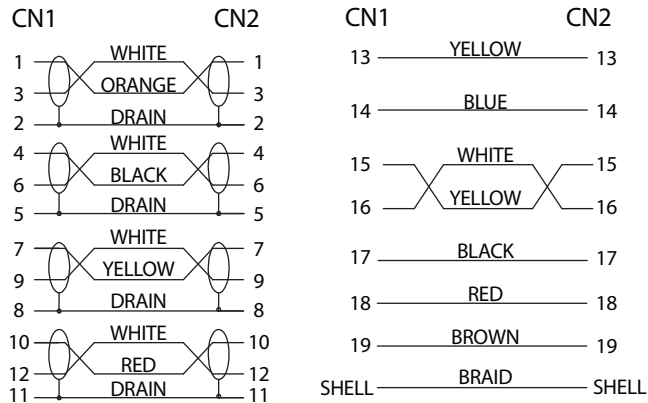 CN1 CN2
1 WHITE 1
3 ORANGE 3
2 DRAIN 2
4 WHITE 4
6 BLACK 6
5 DRAIN 5
7 WHITE 7
9 YELLOW 9
8 DRAIN 8
10 WHITE 10
12 RED 12
11 DRAIN 11
CN1 CN2
13 YELLOW 13
14 BLUE 14
15 WHITE 15
16 YELLOW 16
17 BLACK 17
18 RED 18
19 BROWN 19
SHELL BRAID SHELL